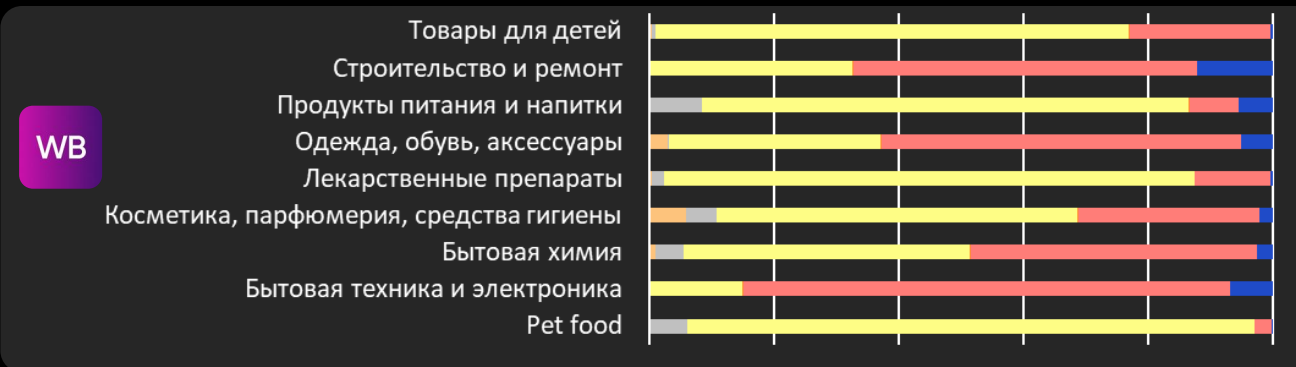 Товары для детей
Строительство и ремонт
Продукты питания и напитки
WB
Одежда, обувь, аксессуары
Лекарственные препараты
Косметика, парфюмерия, средства гигиены
Бытовая химия
Бытовая техника и электроника
Pet food